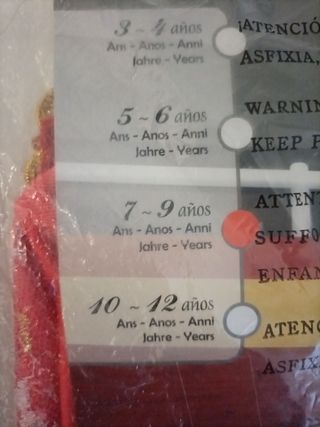 3 ~ 4 años
Ans - Anos - Anni
Jahre - Years
¡ATENCIÓ
ASFIXIA,
5 ~ 6 años
Ans - Anos - Anni
Jahre - Years
WARNIN
KEEP
7 ~ 9 años
Ans - Anos - Anni
Jahre - Years
ATTENT
SUFFO
ENFAN
10 ~ 12 años
Ans - Anos - Anni
Jahre - Years
ATENÇ
ASFIX